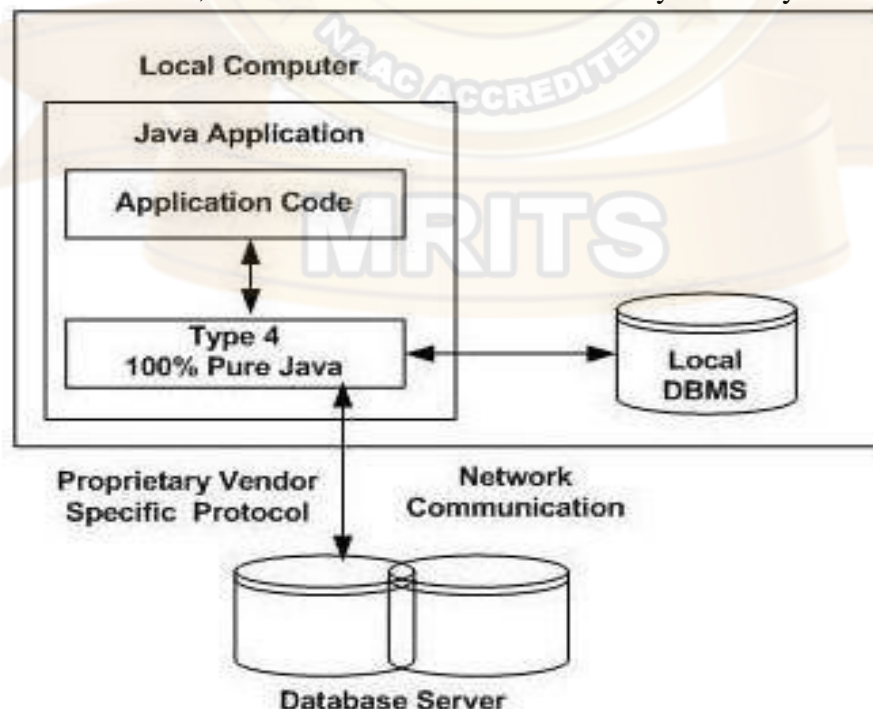 Local Computer
NAAC ACCREDITED
Java Application
Application Code
MRITS
Type 4
100% Pure Java
Local
DBMS
Proprietary Vendor
Specific Protocol
Network
Communication
Database Server